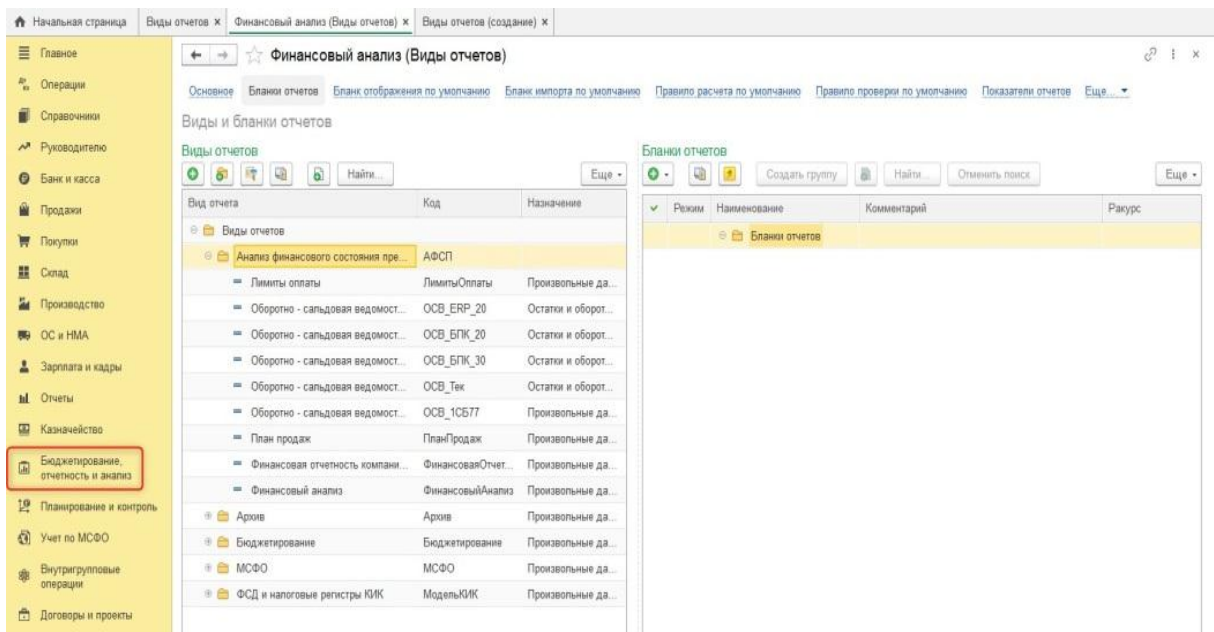 Начальная страница
Виды отчетов ×
Финансовый анализ (Виды отчетов) ×
Виды отчетов (создание) ×
Главное
Операции
Справочники
Руководителю
Банк и касса
Продажи
Покупки
Склад
Производство
ОС и НМА
Зарплата и кадры
Отчеты
Казначейство
Бюджетирование,
отчетность и анализ
Планирование и контроль
Учет по МСФО
Внутригрупповые
операции
Договоры и проекты
Финансовый анализ (Виды отчетов)
Основное Бланки отчетов Бланк отображения по умолчанию Бланк импорта по умолчанию Правило расчета по умолчанию Правило проверки по умолчанию Показатели отчетов Еще...
Виды и бланки отчетов
Виды отчетов
Найти... Еще
Вид отчета Код Назначение
Виды отчетов
Анализ финансового состояния пре... АФСП
Лимиты оплаты ЛимитыОплаты Произвольные да...
Оборотно - сальдовая ведомост... ОСВ_ERP_20 Остатки и оборот...
Оборотно - сальдовая ведомост... ОСВ_БПК_20 Остатки и оборот...
Оборотно - сальдовая ведомост... ОСВ_БПК_30 Остатки и оборот...
Оборотно - сальдовая ведомост... ОСВ_Тек Остатки и оборот...
Оборотно - сальдовая ведомост... ОСВ_1СБ77 Произвольные да...
План продаж ПланПродаж Произвольные да...
Финансовая отчетность компани... ФинансоваяОтчет... Произвольные да...
Финансовый анализ ФинансовыйАнализ Произвольные да...
Архив Архив Произвольные да...
Бюджетирование Бюджетирование Произвольные да...
МСФО МСФО Произвольные да...
ФСД и налоговые регистры КИК МодельКИК Произвольные да...
Бланки отчетов
Создать группу Найти... Отменить поиск Еще
Режим Наименование Комментарий Ракурс
Бланки отчетов